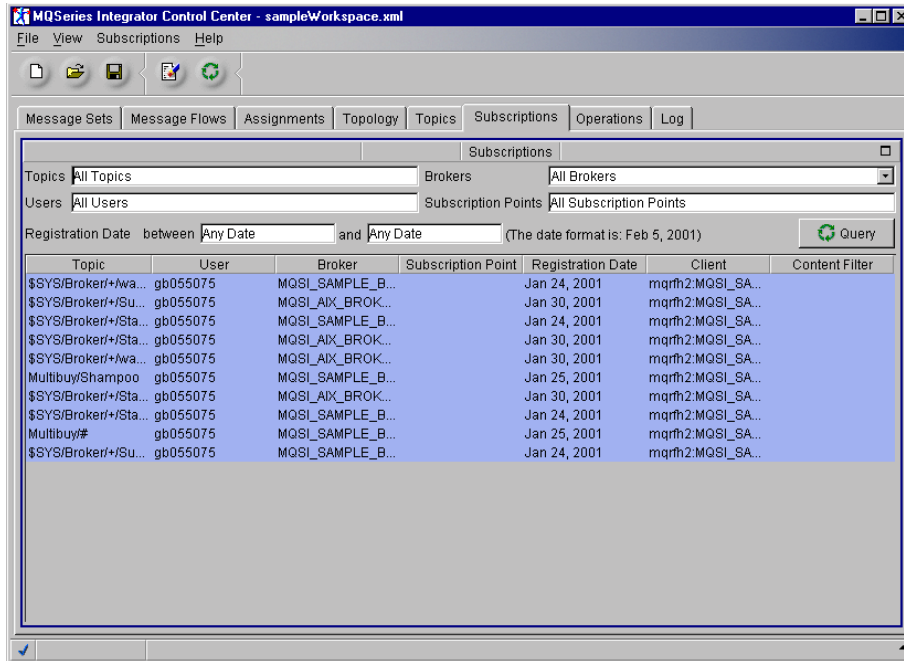 MQSeries Integrator Control Center - sampleWorkspace.xml
File View Subscriptions Help
Message Sets Message Flows Assignments Topology Topics Subscriptions Operations Log
Subscriptions
Topics All Topics Brokers All Brokers
Users All Users Subscription Points All Subscription Points
Registration Date between Any Date and Any Date (The date format is: Feb 5, 2001) Query
Topic User Broker Subscription Point Registration Date Client Content Filter
$SYS/Broker/+/wa... gb055075 MQSI_SAMPLE_B... Jan 24, 2001 mqrfh2:MQSI_SA...
$SYS/Broker/+/Su... gb055075 MQSI_AIX_BROK... Jan 30, 2001 mqrfh2:MQSI_SA...
$SYS/Broker/+/Sta... gb055075 MQSI_SAMPLE_B... Jan 24, 2001 mqrfh2:MQSI_SA...
$SYS/Broker/+/Sta... gb055075 MQSI_AIX_BROK... Jan 30, 2001 mqrfh2:MQSI_SA...
$SYS/Broker/+/wa... gb055075 MQSI_AIX_BROK... Jan 30, 2001 mqrfh2:MQSI_SA...
Multibuy/Shampoo gb055075 MQSI_SAMPLE_B... Jan 25, 2001 mqrfh2:MQSI_SA...
$SYS/Broker/+/Sta... gb055075 MQSI_AIX_BROK... Jan 30, 2001 mqrfh2:MQSI_SA...
$SYS/Broker/+/Sta... gb055075 MQSI_SAMPLE_B... Jan 24, 2001 mqrfh2:MQSI_SA...
Multibuy/# gb055075 MQSI_SAMPLE_B... Jan 25, 2001 mqrfh2:MQSI_SA...
$SYS/Broker/+/Su... gb055075 MQSI_SAMPLE_B... Jan 24, 2001 mqrfh2:MQSI_SA...